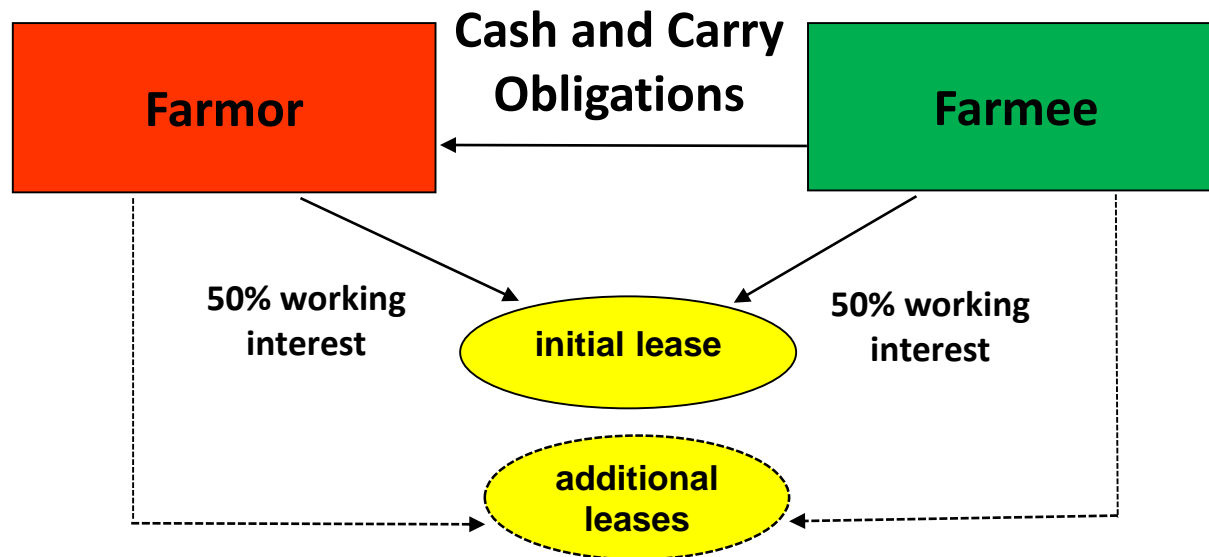 Cash and Carry
Obligations
Farmor
Farmee
50% working
interest
50% working
interest
initial lease
additional
leases